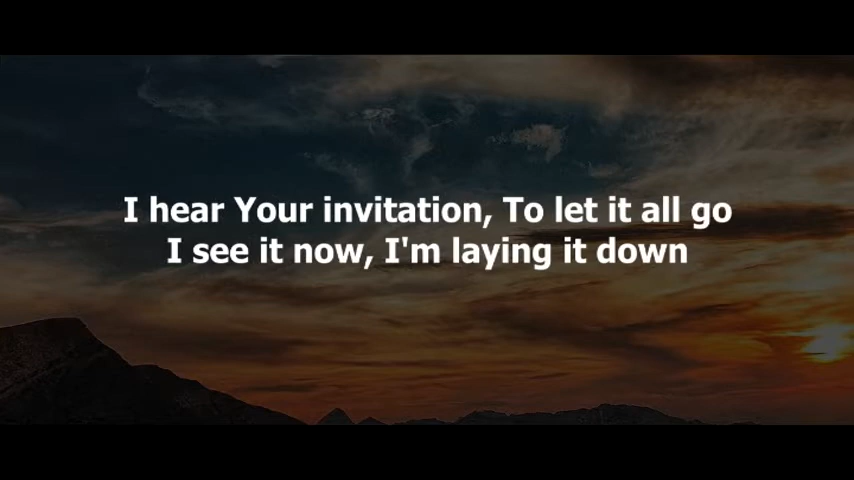 I hear Your invitation, To let it all go
I see it now, I'm laying it down